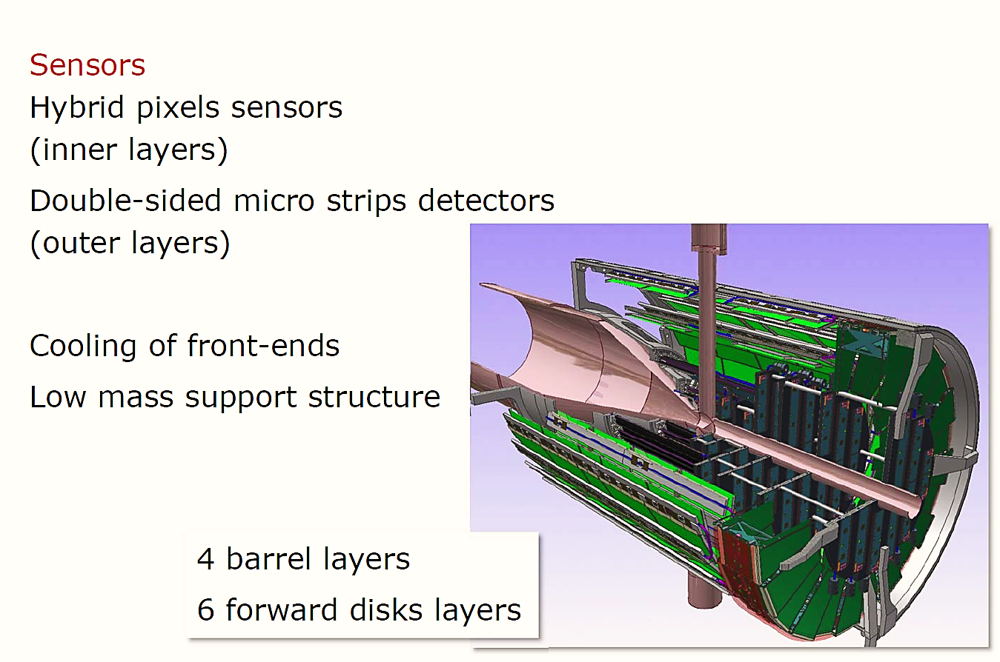 Sensors
Hybrid pixels sensors
(inner layers)
Double-sided micro strips detectors
(outer layers)
Cooling of front-ends
Low mass support structure
4 barrel layers
6 forward disks layers